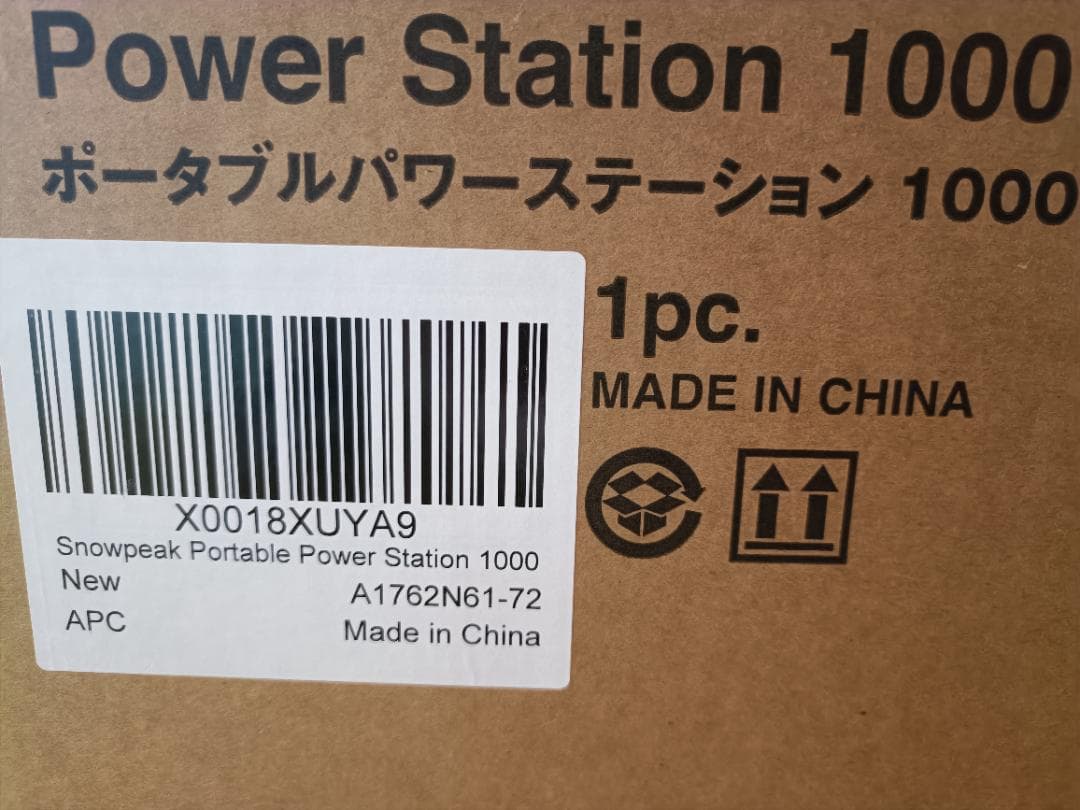 Power Station 1000
ポータブルパワーステーション 1000
1pc.
MADE IN CHINA
X0018XUYA9
Snowpeak Portable Power Station 1000
New
A1762N61-72
APC
Made in China